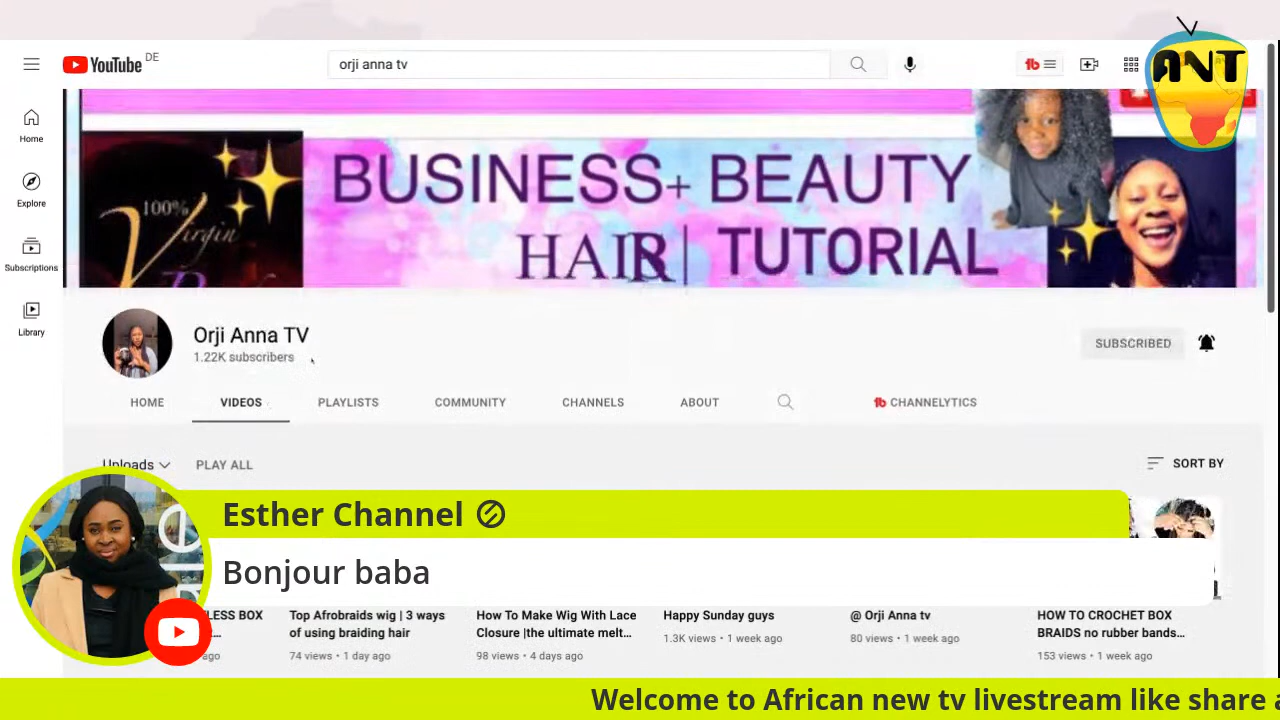 YouTube DE
orji anna tv
ANT
Home
Explore
Subscriptions
Library
100%
Virgin
BUSINESS+ BEAUTY
HAIR | TUTORIAL
Orji Anna TV
1.22K subscribers
SUBSCRIBED
HOME VIDEOS PLAYLISTS COMMUNITY CHANNELS ABOUT CHANNELYTICS
Uploads PLAY ALL SORT BY
Esther Channel
Bonjour baba
LESS BOX
...
ago
Top Afrobraids wig | 3 ways
of using braiding hair
74 views • 1 day ago
How To Make Wig With Lace
Closure |the ultimate melt...
98 views • 4 days ago
Happy Sunday guys
1.3K views • 1 week ago
@ Orji Anna tv
80 views • 1 week ago
HOW TO CROCHET BOX
BRAIDS no rubber bands...
153 views • 1 week ago
Welcome to African new tv livestream like share a